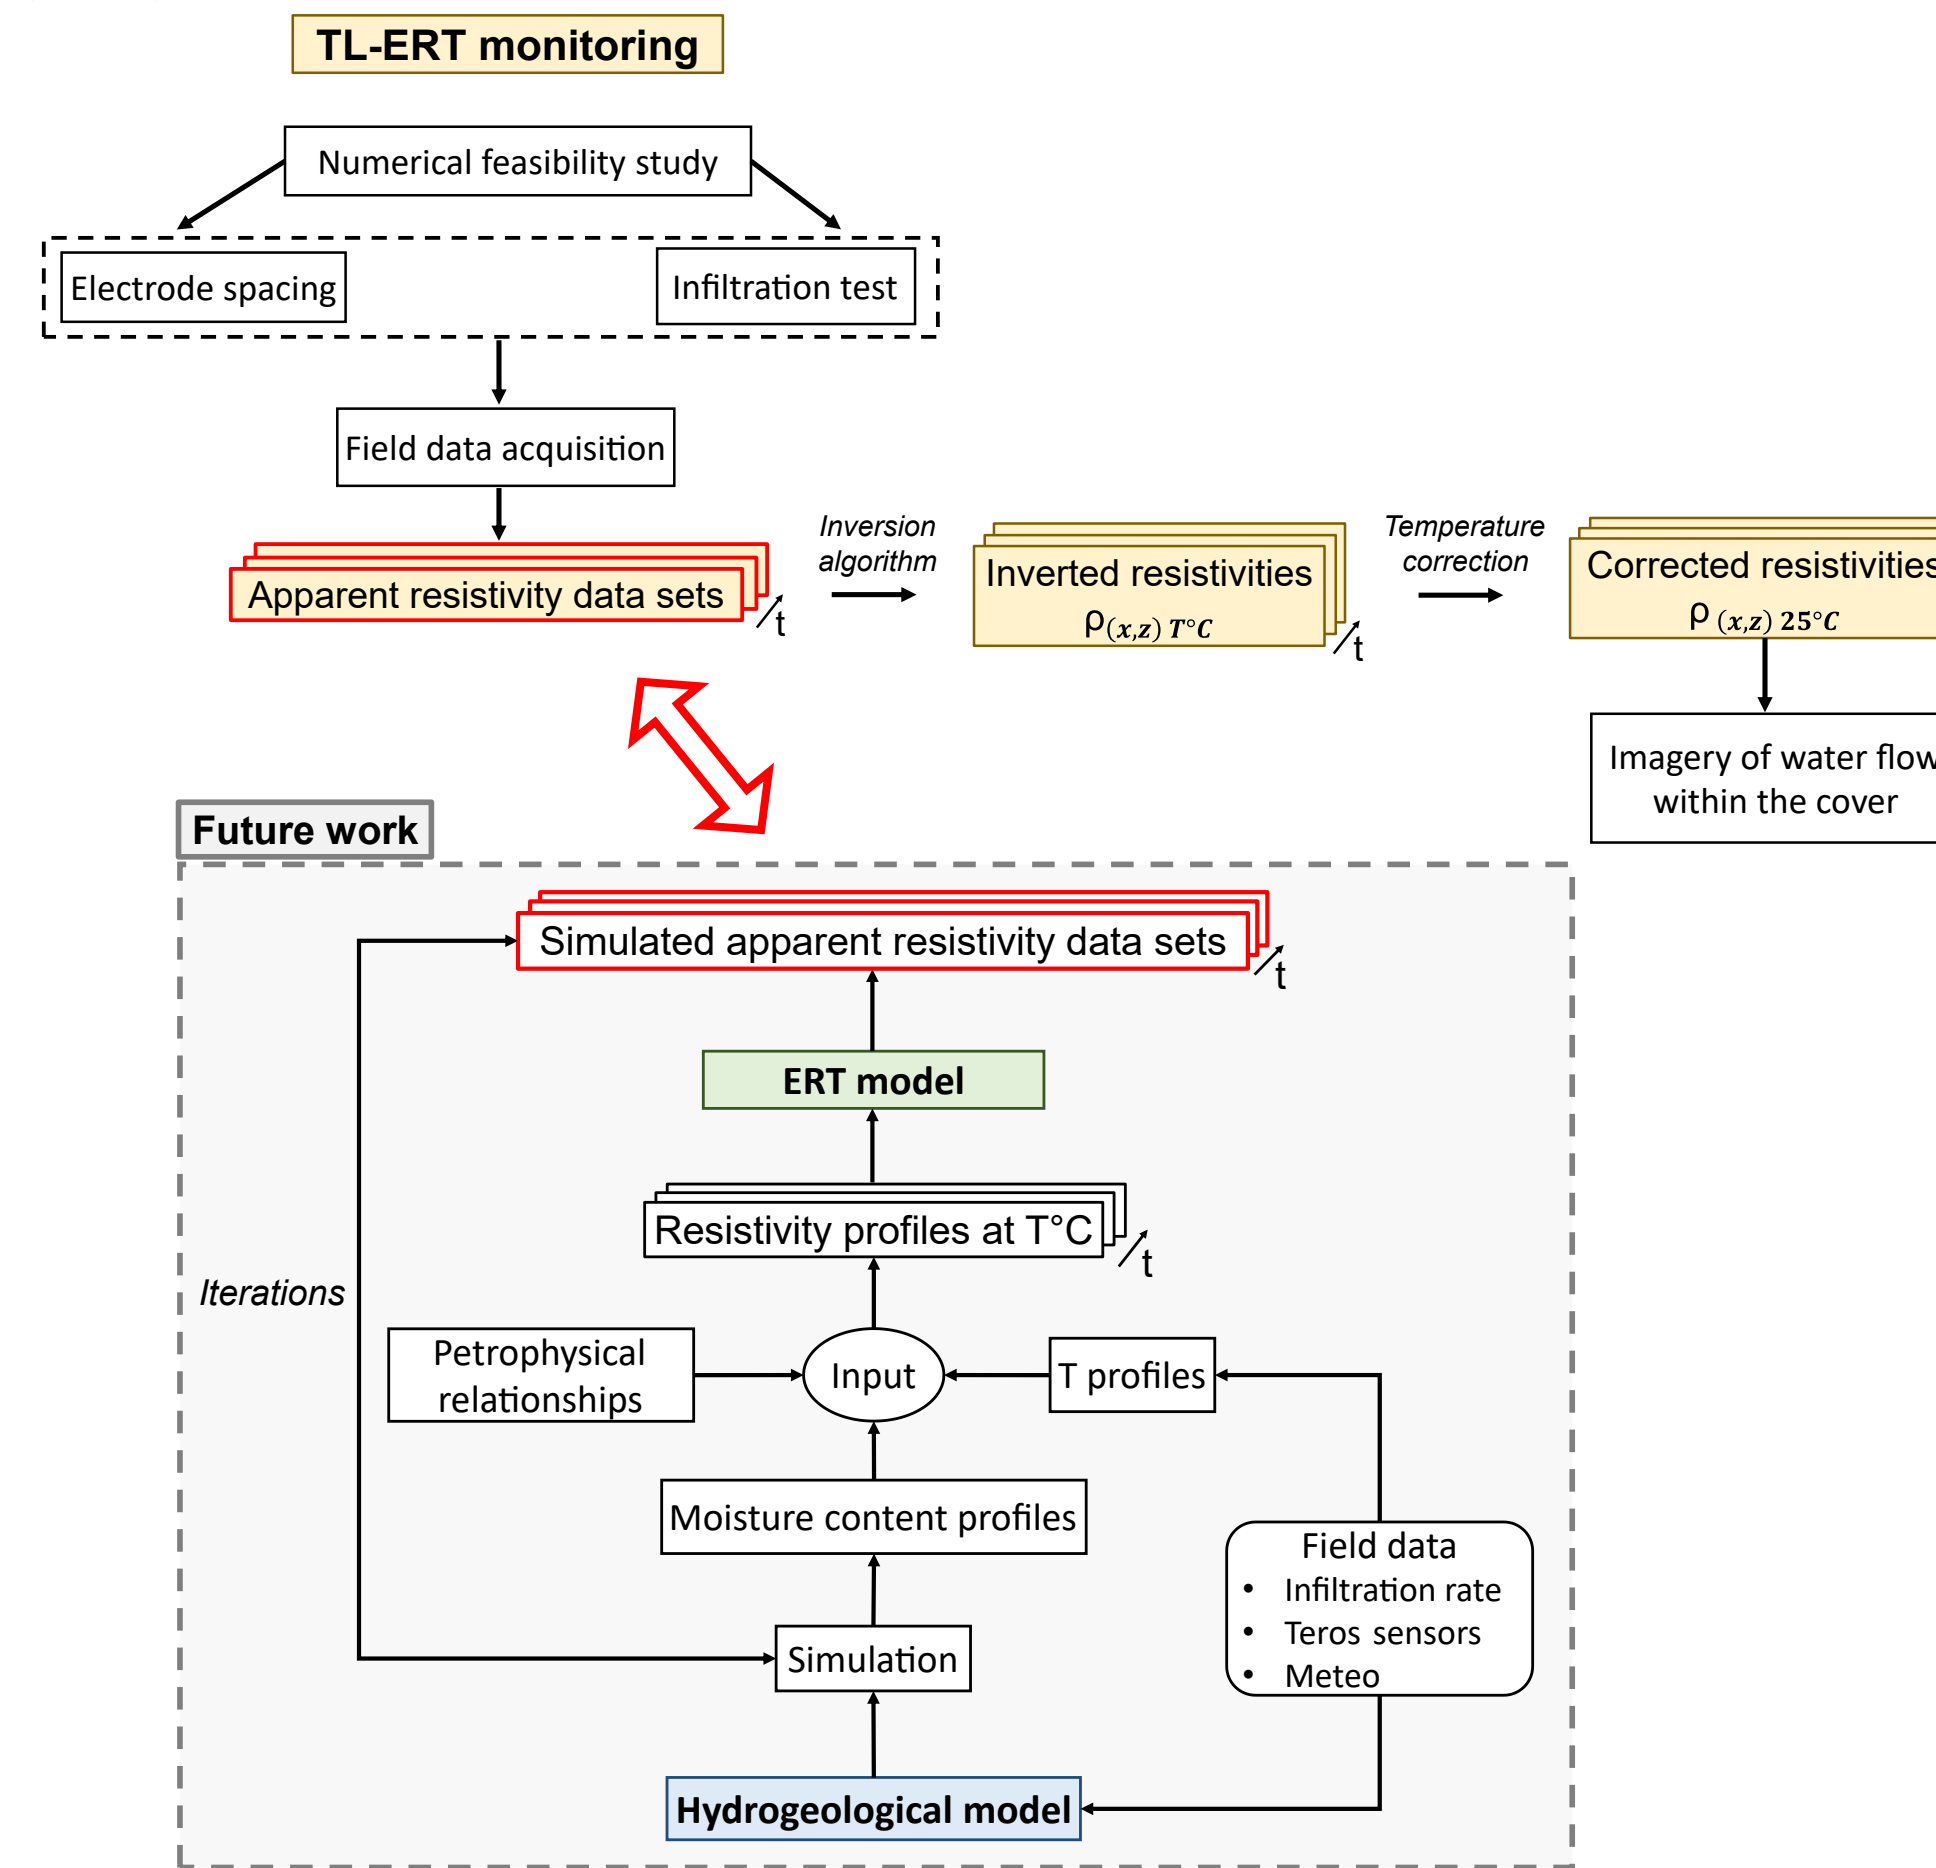 TL-ERT monitoring
Numerical feasibility study
Electrode spacing
Infiltration test
Field data acquisition
Apparent resistivity data sets
t
Inversion
algorithm
Inverted resistivities
ρ(x,z) T°C
t
Temperature
correction
Corrected resistivities
ρ (x,z) 25°C
Imagery of water flow
within the cover
Future work
Simulated apparent resistivity data sets
t
ERT model
Resistivity profiles at T°C
t
Iterations
Petrophysical
relationships
Input
T profiles
Moisture content profiles
Field data
• Infiltration rate
• Teros sensors
• Meteo
Simulation
Hydrogeological model